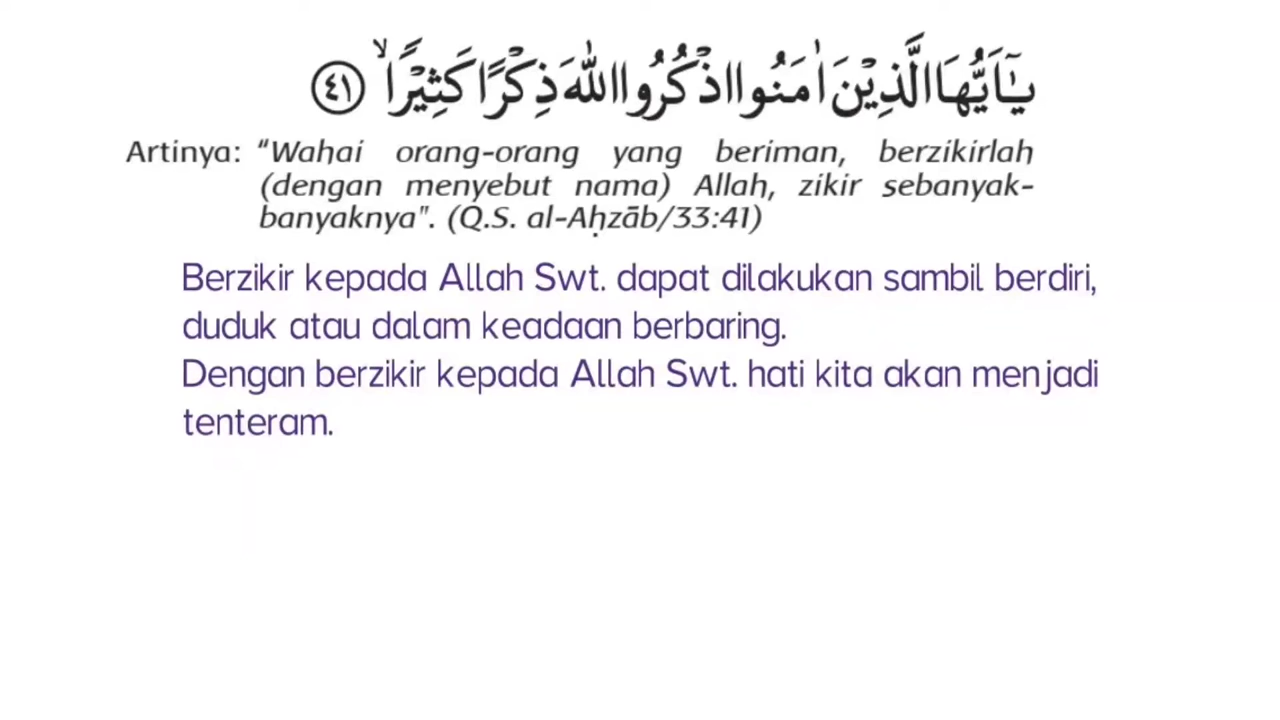 يٰٓاَيُّهَا الَّذِيْنَ اٰمَنُوا اذْكُرُوا اللّٰهَ ذِكْرًا كَثِيْرًاۙ ٤١
Artinya: “Wahai orang-orang yang beriman, berzikirlah
(dengan menyebut nama) Allah, zikir sebanyak-
banyaknya". (Q.S. al-Aḥzāb/33:41)
Berzikir kepada Allah Swt. dapat dilakukan sambil berdiri,
duduk atau dalam keadaan berbaring.
Dengan berzikir kepada Allah Swt. hati kita akan menjadi
tenteram.